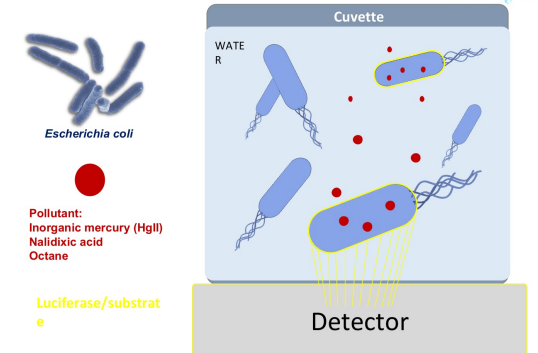 Cuvette
WATE
R
Escherichia coli
Pollutant:
Inorganic mercury (HgII)
Nalidixic acid
Octane
Luciferase/substrat
e
Detector